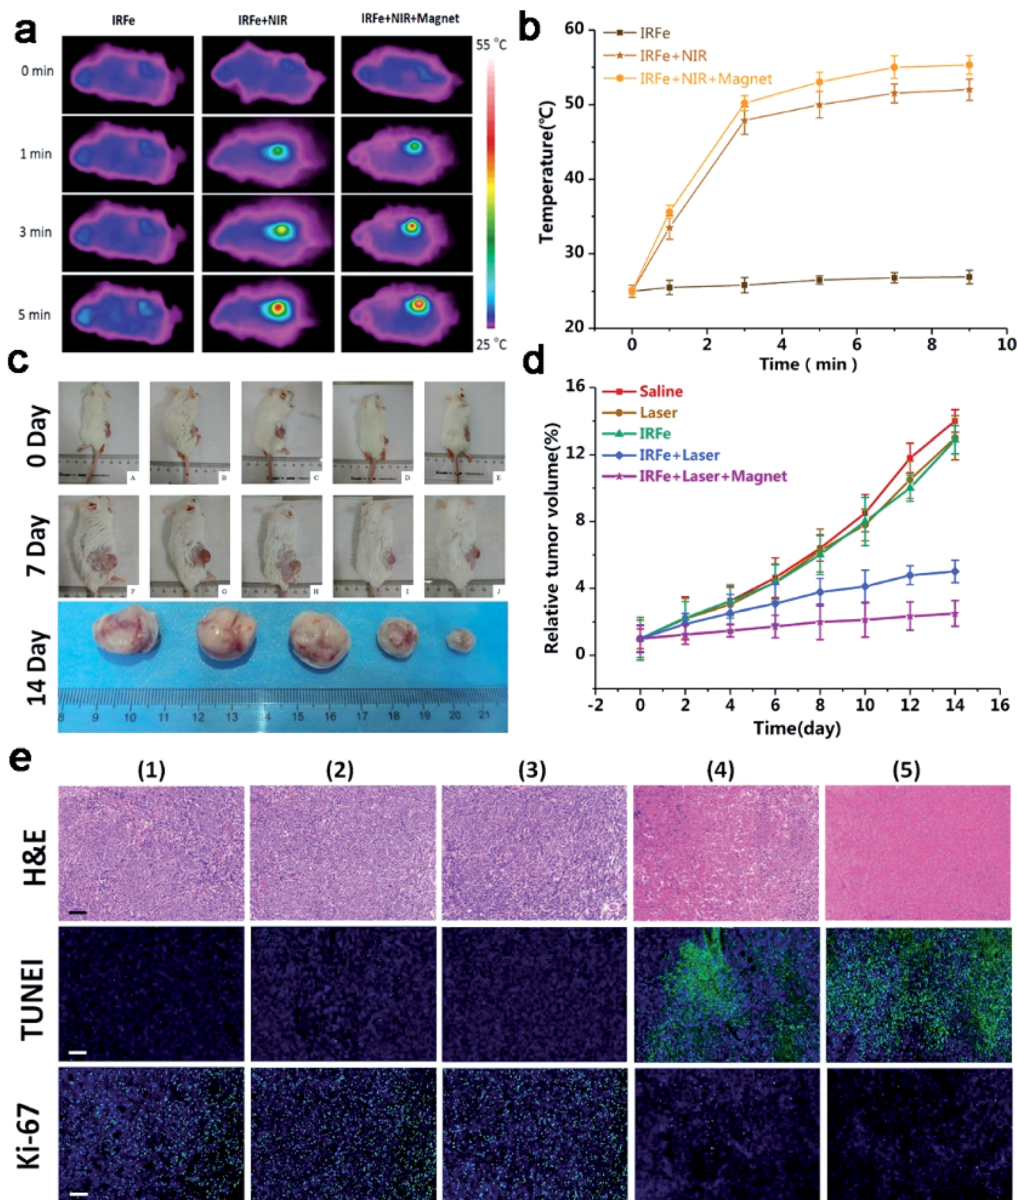 a
IRFe IRFe+NIR IRFe+NIR+Magnet
55 °C
0 min
1 min
3 min
5 min
25 °C
b
60
50
40
30
20
Temperature(℃)
IRFe
IRFe+NIR
IRFe+NIR+Magnet
0 2 4 6 8 10
Time ( min )
c
0 Day
A B C D E
7 Day
F G H I J
14 Day
8 9 10 11 12 13 14 15 16 17 18 19 20 21
d
16
12
8
4
0
Relative tumor volume(%)
Saline
Laser
IRFe
IRFe+Laser
IRFe+Laser+Magnet
-2 0 2 4 6 8 10 12 14 16
Time(day)
e
(1) (2) (3) (4) (5)
H&E
TUNEl
Ki-67